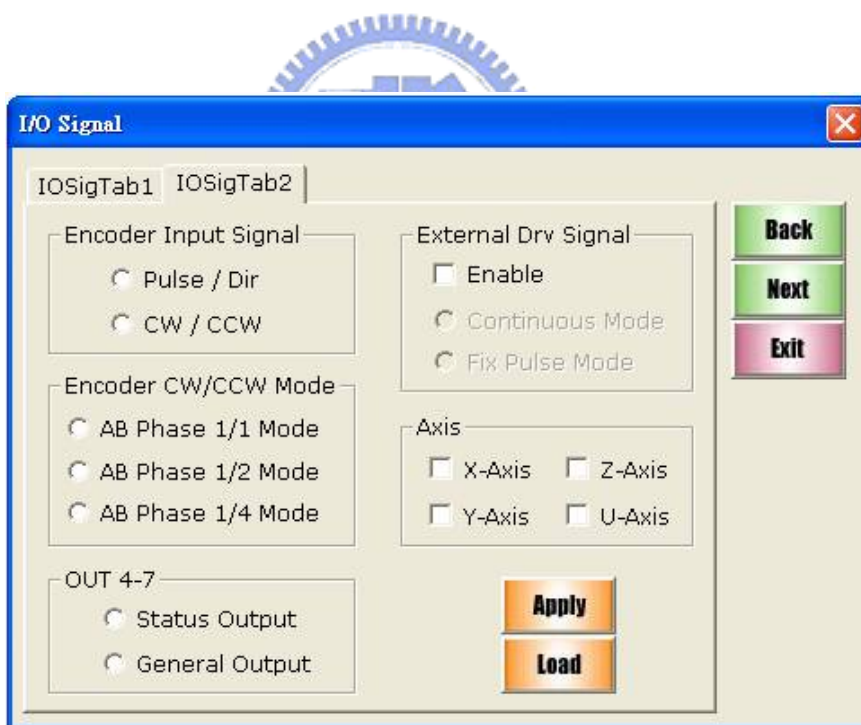 I/O Signal
IOSigTab1
IOSigTab2
Encoder Input Signal
Pulse / Dir
CW / CCW
Encoder CW/CCW Mode
AB Phase 1/1 Mode
AB Phase 1/2 Mode
AB Phase 1/4 Mode
OUT 4-7
Status Output
General Output
External Drv Signal
Enable
Continuous Mode
Fix Pulse Mode
Axis
X-Axis
Z-Axis
Y-Axis
U-Axis
Apply
Load
Back
Next
Exit